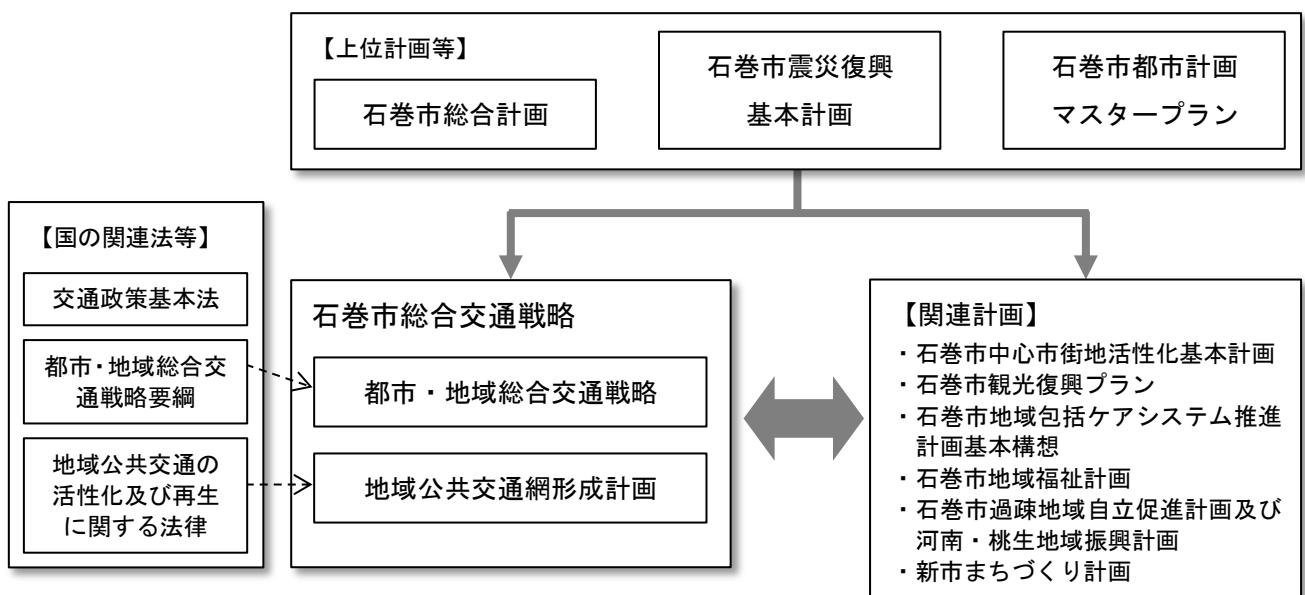 【上位計画等】
石巻市総合計画
石巻市震災復興
基本計画
石巻市都市計画
マスタープラン
【国の関連法等】
交通政策基本法
都市・地域総合交
通戦略要綱
地域公共交通の
活性化及び再生
に関する法律
石巻市総合交通戦略
都市・地域総合交通戦略
地域公共交通網形成計画
【関連計画】
・石巻市中心市街地活性化基本計画
・石巻市観光復興プラン
・石巻市地域包括ケアシステム推進
計画基本構想
・石巻市地域福祉計画
・石巻市過疎地域自立促進計画及び
河南・桃生地域振興計画
・新市まちづくり計画